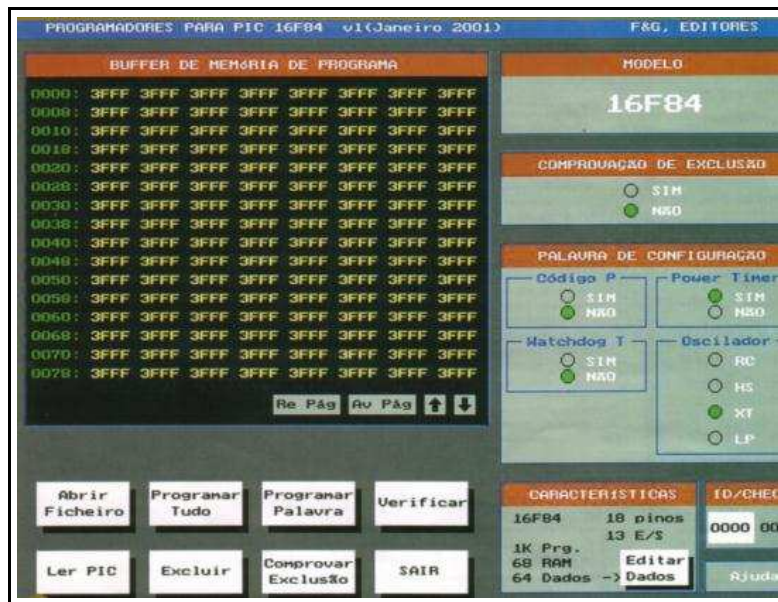 PROGRAMADORES PARA PIC 16F84 v1(Janeiro 2001) F&G, EDITORES
BUFFER DE MEMóRIA DE PROGRAMA
0000: 3FFF 3FFF 3FFF 3FFF 3FFF 3FFF 3FFF 3FFF
0008: 3FFF 3FFF 3FFF 3FFF 3FFF 3FFF 3FFF 3FFF
0010: 3FFF 3FFF 3FFF 3FFF 3FFF 3FFF 3FFF 3FFF
0018: 3FFF 3FFF 3FFF 3FFF 3FFF 3FFF 3FFF 3FFF
0020: 3FFF 3FFF 3FFF 3FFF 3FFF 3FFF 3FFF 3FFF
0028: 3FFF 3FFF 3FFF 3FFF 3FFF 3FFF 3FFF 3FFF
0030: 3FFF 3FFF 3FFF 3FFF 3FFF 3FFF 3FFF 3FFF
0038: 3FFF 3FFF 3FFF 3FFF 3FFF 3FFF 3FFF 3FFF
0040: 3FFF 3FFF 3FFF 3FFF 3FFF 3FFF 3FFF 3FFF
0048: 3FFF 3FFF 3FFF 3FFF 3FFF 3FFF 3FFF 3FFF
0050: 3FFF 3FFF 3FFF 3FFF 3FFF 3FFF 3FFF 3FFF
0058: 3FFF 3FFF 3FFF 3FFF 3FFF 3FFF 3FFF 3FFF
0060: 3FFF 3FFF 3FFF 3FFF 3FFF 3FFF 3FFF 3FFF
0068: 3FFF 3FFF 3FFF 3FFF 3FFF 3FFF 3FFF 3FFF
0070: 3FFF 3FFF 3FFF 3FFF 3FFF 3FFF 3FFF 3FFF
0078: 3FFF 3FFF 3FFF 3FFF 3FFF 3FFF 3FFF 3FFF
Re Pág Av Pág
MODELO
16F84
COMPROVAÇÃO DE EXCLUSÃO
SIM
NÃO
PALAVRA DE CONFIGURAÇÃO
Código P
SIM
NÃO
Power Timer
SIM
NÃO
Watchdog T
SIM
NÃO
Oscilador
RC
HS
XT
LP
Abrir
Ficheiro
Programar
Tudo
Programar
Palavra
Verificar
Ler PIC
Excluir
Comprovar
Exclusão
SAIR
CARACTERíSTICAS
16F84 18 pinos
13 E/S
1K Prg.
68 RAM
64 Dados ->
Editar
Dados
ID/CHEC
0000 00
Ajuda